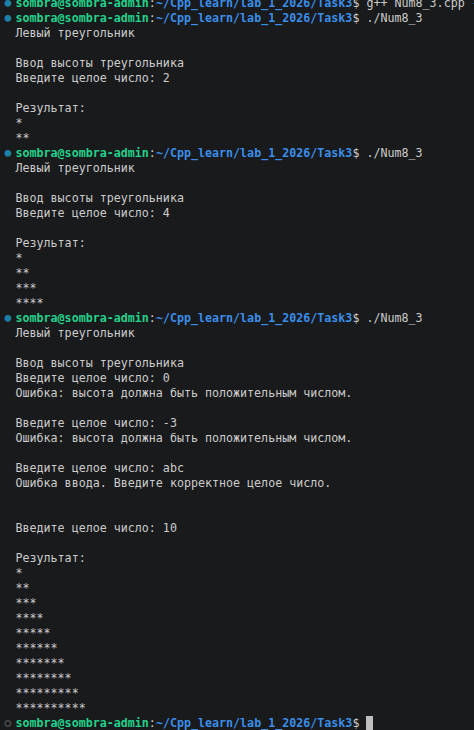 sombra@sombra-admin:~/Cpp_learn/lab_1_2026/Task3$ g++ Num8_3.cpp
sombra@sombra-admin:~/Cpp_learn/lab_1_2026/Task3$ ./Num8_3
Левый треугольник
Ввод высоты треугольника
Введите целое число: 2
Результат:
*
**
sombra@sombra-admin:~/Cpp_learn/lab_1_2026/Task3$ ./Num8_3
Левый треугольник
Ввод высоты треугольника
Введите целое число: 4
Результат:
*
**
***
****
sombra@sombra-admin:~/Cpp_learn/lab_1_2026/Task3$ ./Num8_3
Левый треугольник
Ввод высоты треугольника
Введите целое число: 0
Ошибка: высота должна быть положительным числом.
Введите целое число: -3
Ошибка: высота должна быть положительным числом.
Введите целое число: abc
Ошибка ввода. Введите корректное целое число.
Введите целое число: 10
Результат:
*
**
***
****
*****
******
*******
********
*********
**********
sombra@sombra-admin:~/Cpp_learn/lab_1_2026/Task3$